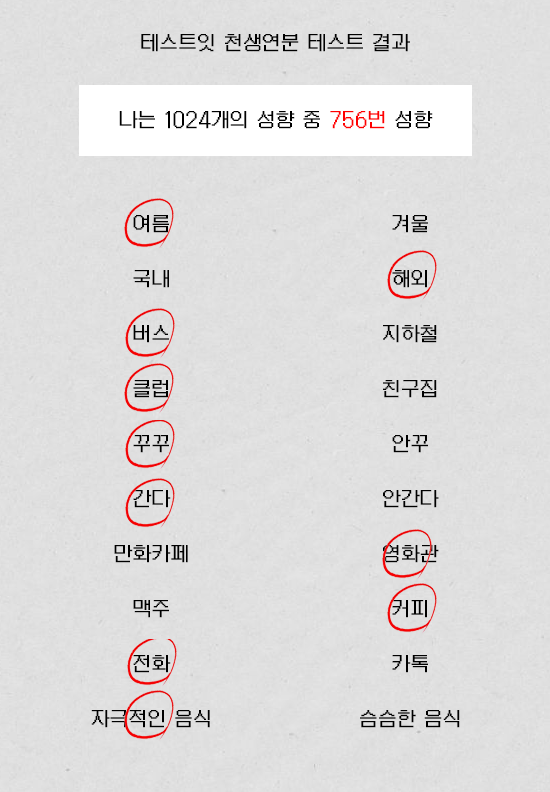 테스트잇 천생연분 테스트 결과
나는 1024개의 성향 중 756번 성향
여름 겨울
국내 해외
버스 지하철
클럽 친구집
꾸꾸 안꾸
간다 안간다
만화카페 영화관
맥주 커피
전화 카톡
자극적인 음식 슴슴한 음식